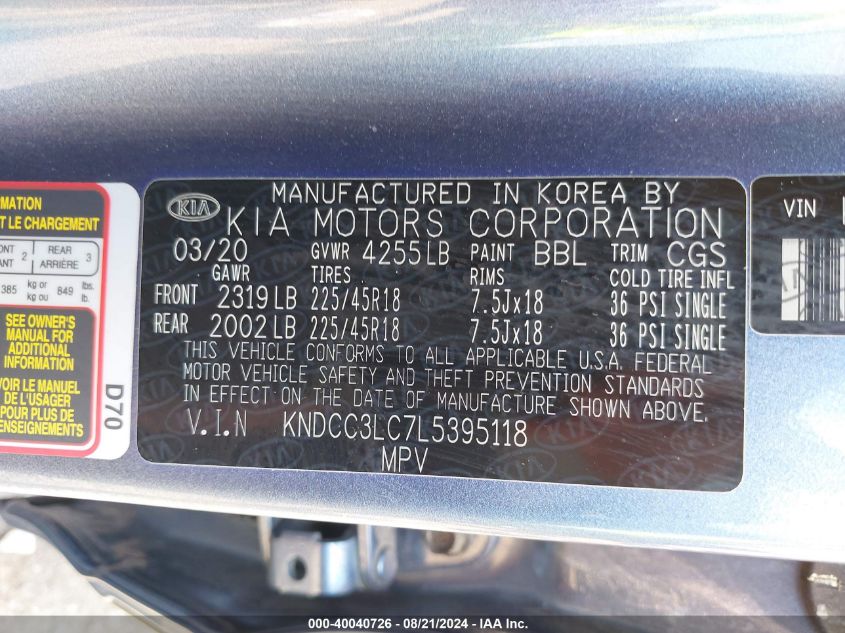 KIA
MANUFACTURED IN KOREA BY
KIA MOTORS CORPORATION
03/20 GVWR 4255LB PAINT BBL TRIM CGS
GAWR TIRES RIMS COLD TIRE INFL
FRONT 2319LB 225/45R18 7.5Jx18 36 PSI SINGLE
REAR 2002LB 225/45R18 7.5Jx18 36 PSI SINGLE
THIS VEHICLE CONFORMS TO ALL APPLICABLE U.S.A. FEDERAL
MOTOR VEHICLE SAFETY AND THEFT PREVENTION STANDARDS
IN EFFECT ON THE DATE OF MANUFACTURE SHOWN ABOVE.
V.I.N KNDCC3LC7L5395118
MPV
LE CHARGEMENT
2 REAR 3
ARRIÈRE
385 kg or 849 lbs.
kg ou lb.
SEE OWNER'S
MANUAL FOR
ADDITIONAL
INFORMATION
LE MANUEL
DE L'USAGER
POUR PLUS DE
D70
VIN
000-40040726 - 08/21/2024 - IAA Inc.